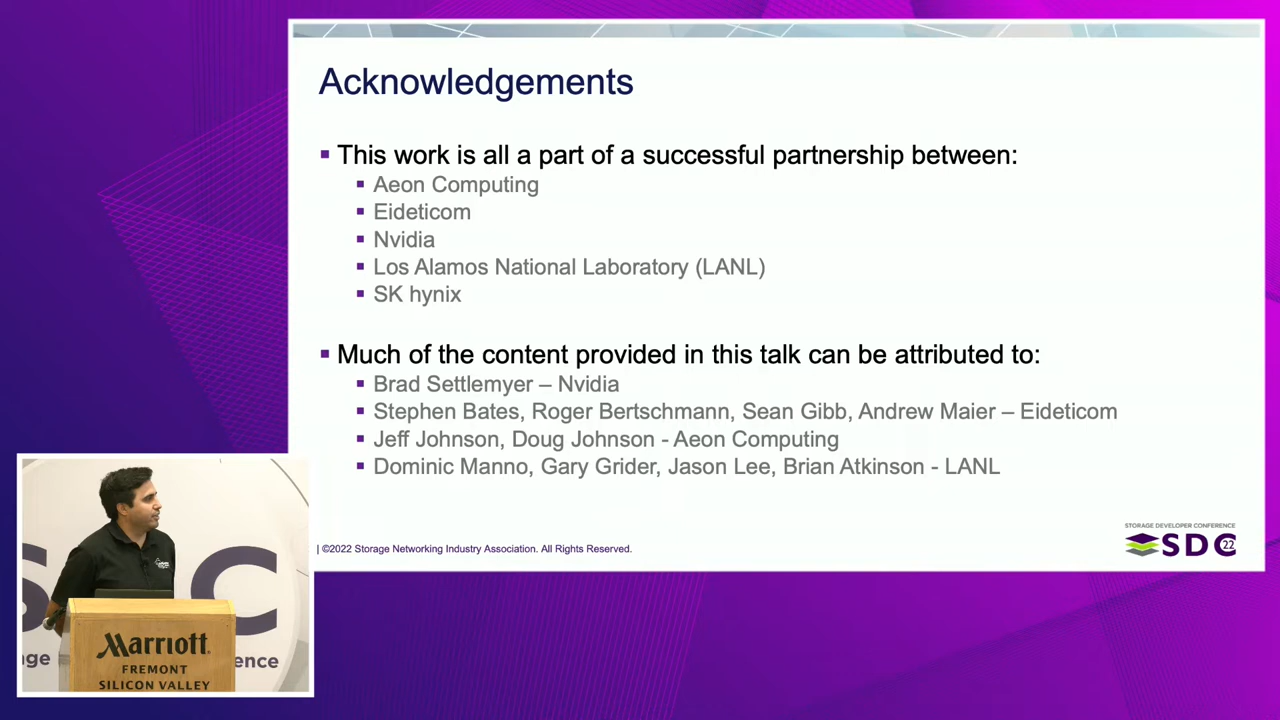 Acknowledgements
This work is all a part of a successful partnership between:
Aeon Computing
Eideticom
Nvidia
Los Alamos National Laboratory (LANL)
SK hynix
Much of the content provided in this talk can be attributed to:
Brad Settlemyer – Nvidia
Stephen Bates, Roger Bertschmann, Sean Gibb, Andrew Maier – Eideticom
Jeff Johnson, Doug Johnson - Aeon Computing
Dominic Manno, Gary Grider, Jason Lee, Brian Atkinson - LANL
| ©2022 Storage Networking Industry Association. All Rights Reserved.
STORAGE DEVELOPER CONFERENCE
SDC 22
S C
age erence
Marriott
FREMONT
SILICON VALLEY